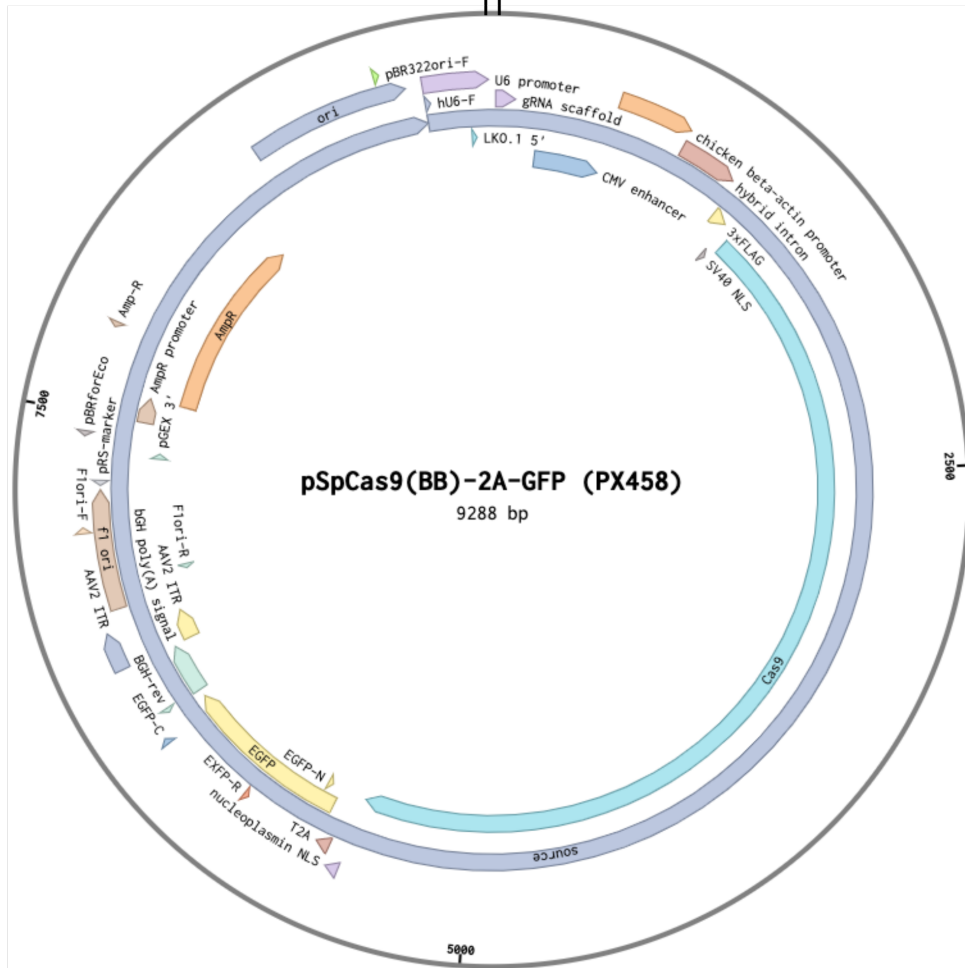 pBR322ori-F
ori
U6 promoter
hU6-F
gRNA scaffold
LKO.1 5'
CMV enhancer
chicken beta-actin promoter
hybrid intron
3xFLAG
SV40 NLS
2500
Cas9
source
5000
T2A
nucleoplasmin NLS
EGFP-N
EGFP
EXFP-R
EGFP-C
BGH-rev
bGH poly(A) signal
AAV2 ITR
AAV2 ITR
F1ori-R
f1 ori
F1ori-F
pRS-marker
pBRforEco
7500
pGEX 3'
AmpR promoter
Amp-R
AmpR
pSpCas9(BB)-2A-GFP (PX458)
9288 bp